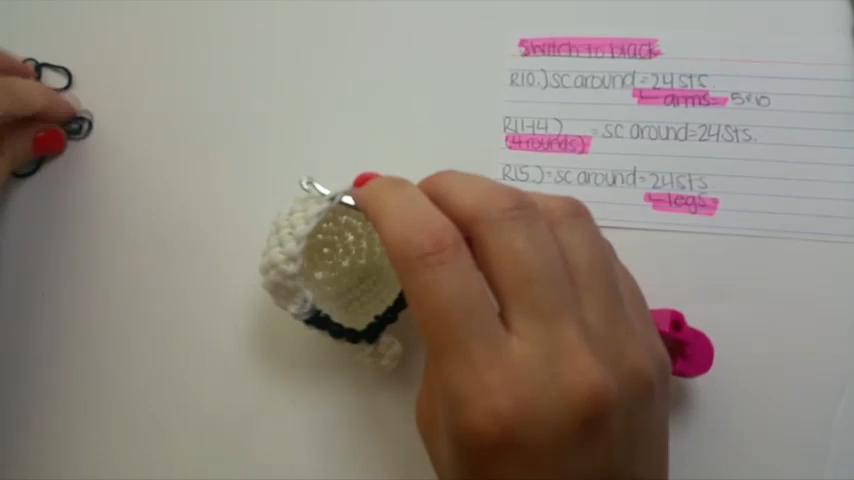 Switch to black
R10.) sc around = 24 sts.
↳ arms = 5&10
R11-14.) = sc around = 24 sts.
(4 rounds)
R15.) = sc around = 24 sts
↳ legs